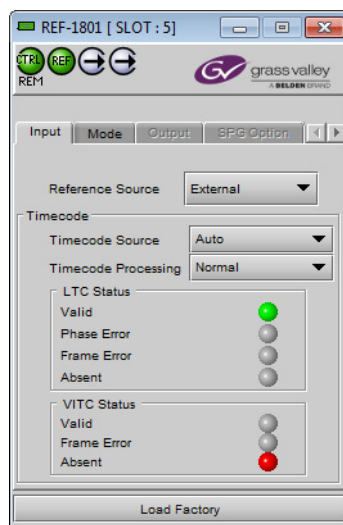 REF-1801 [ SLOT : 5]
CTRL REF
REM
grass valley
A BELDEN BRAND
Input Mode Output SPG Option
Reference Source External
Timecode
Timecode Source Auto
Timecode Processing Normal
LTC Status
Valid
Phase Error
Frame Error
Absent
VITC Status
Valid
Frame Error
Absent
Load Factory